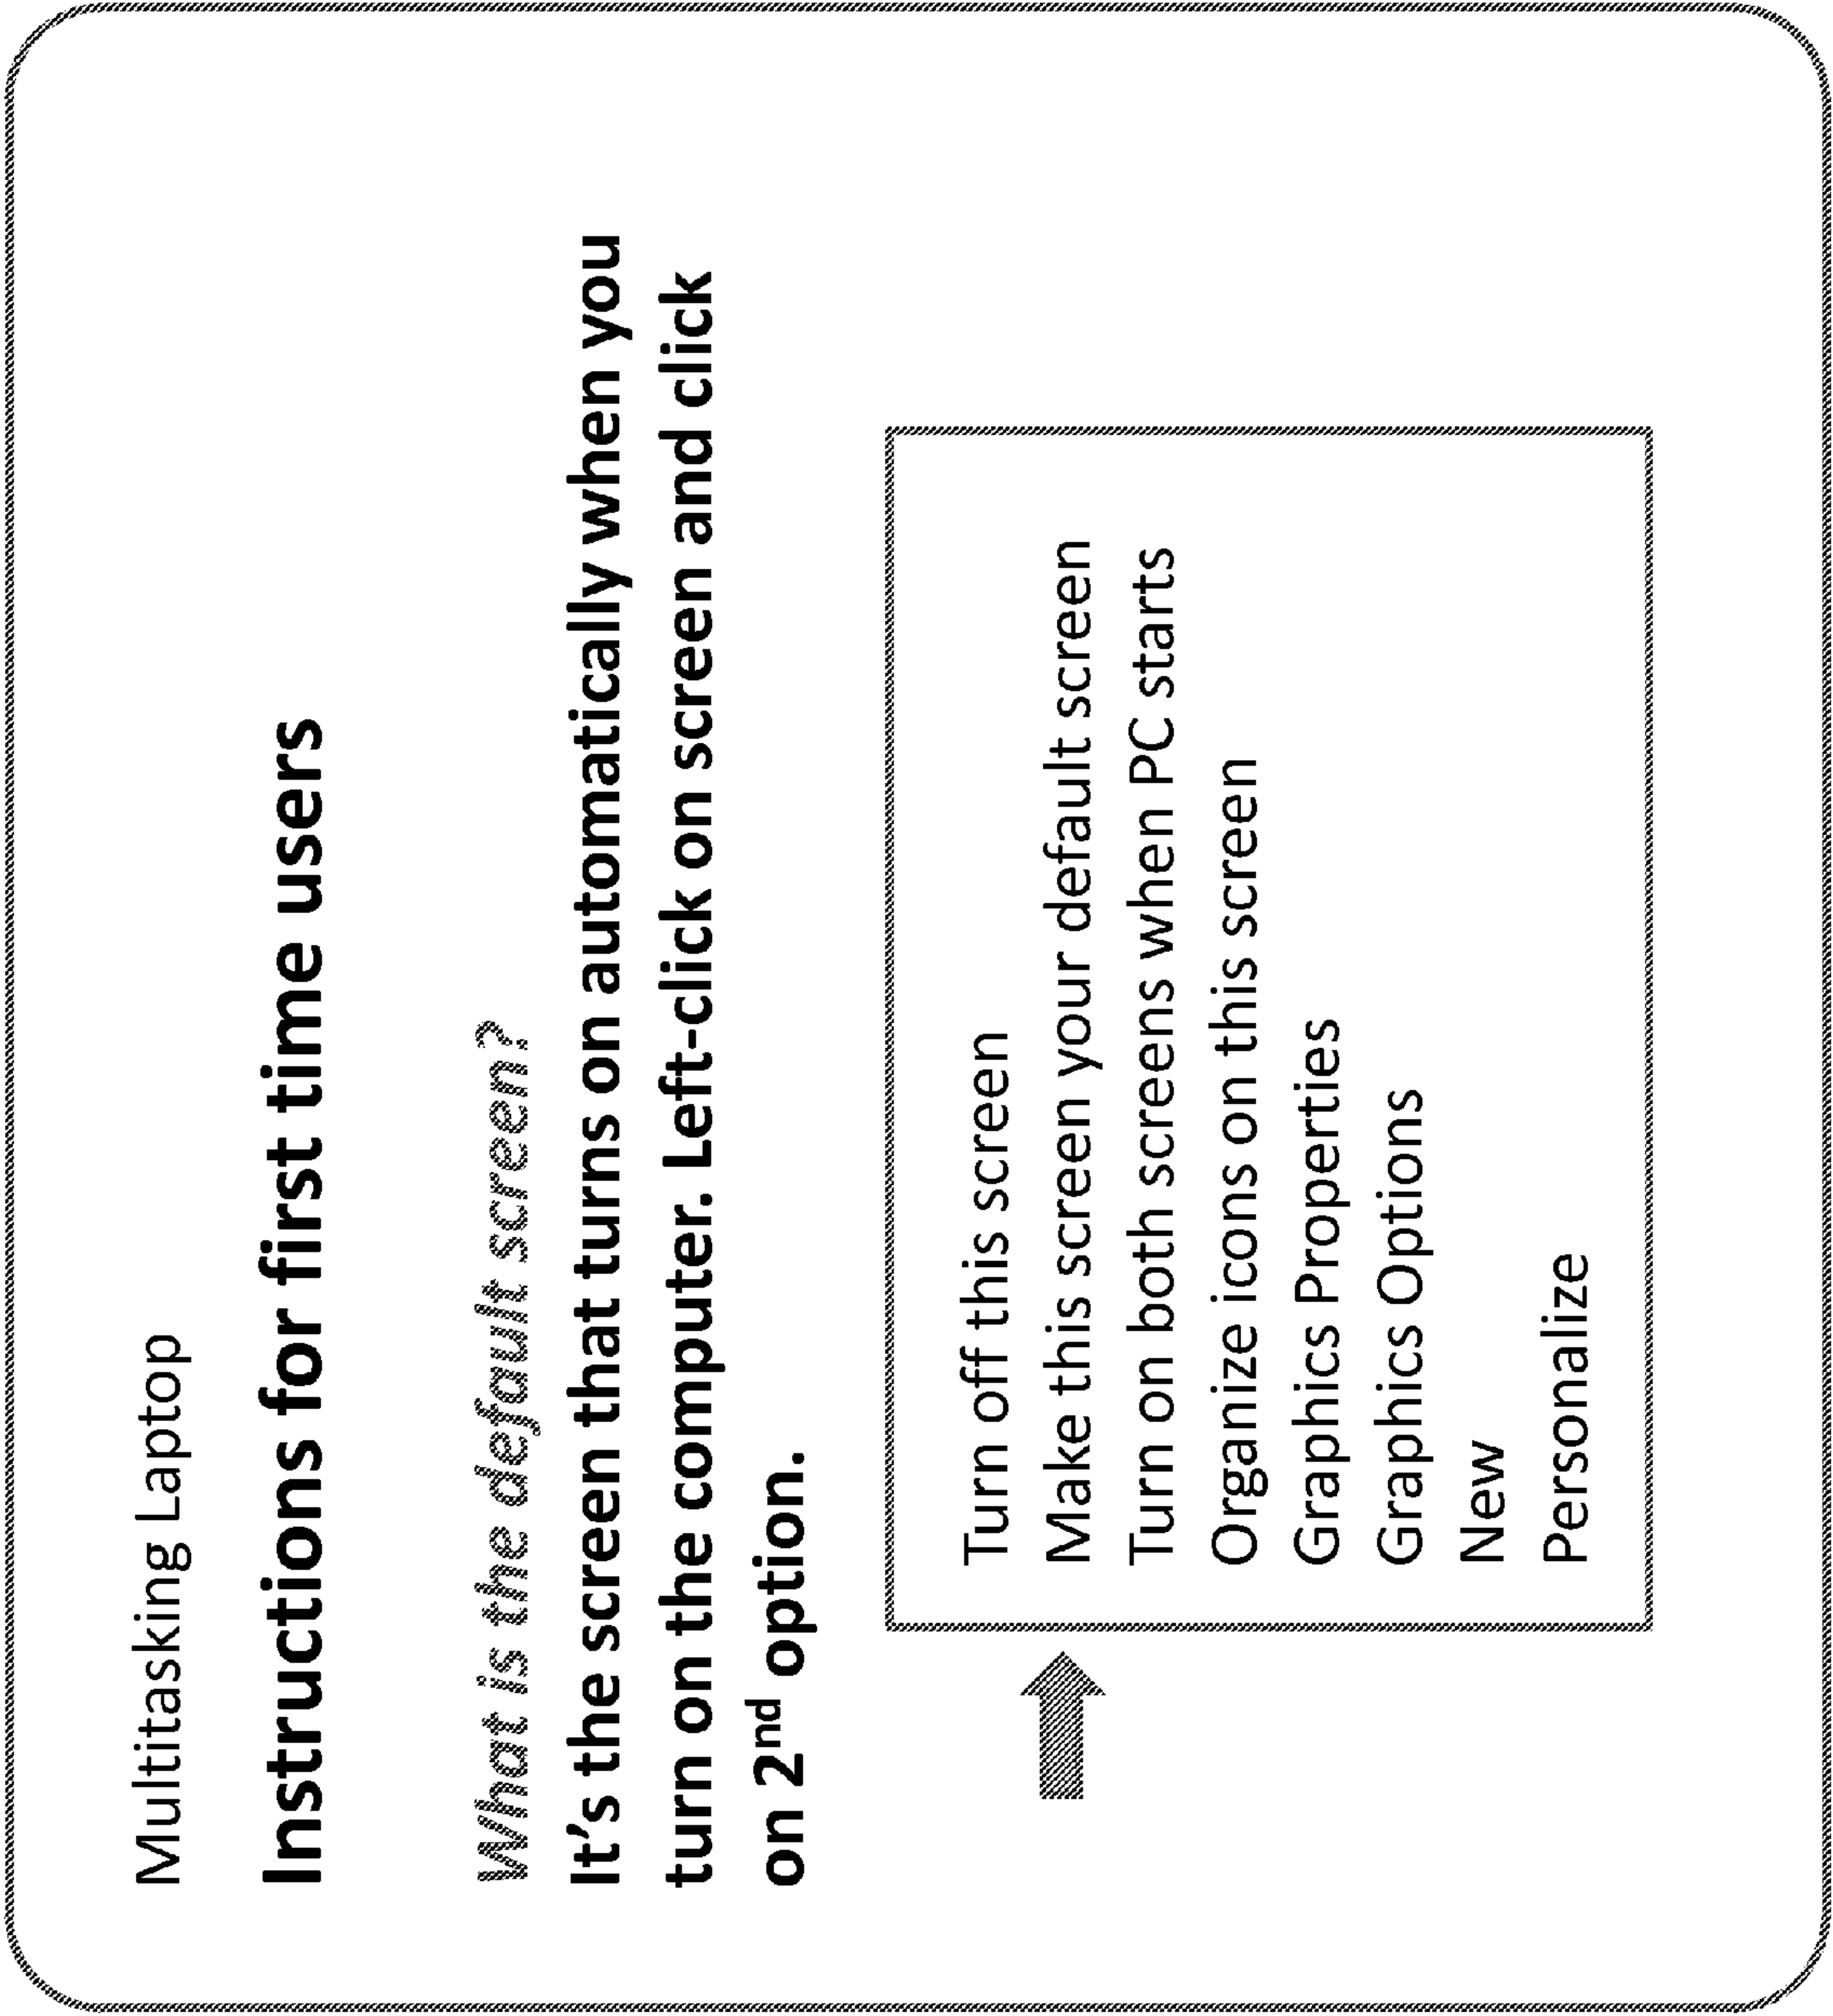 Multitasking Laptop
Instructions for first time users
What is the default screen?
It’s the screen that turns on automatically when you
turn on the computer. Left-click on screen and click
on 2nd option.
Turn off this screen
Make this screen your default screen
Turn on both screens when PC starts
Organize icons on this screen
Graphics Properties
Graphics Options
New
Personalize